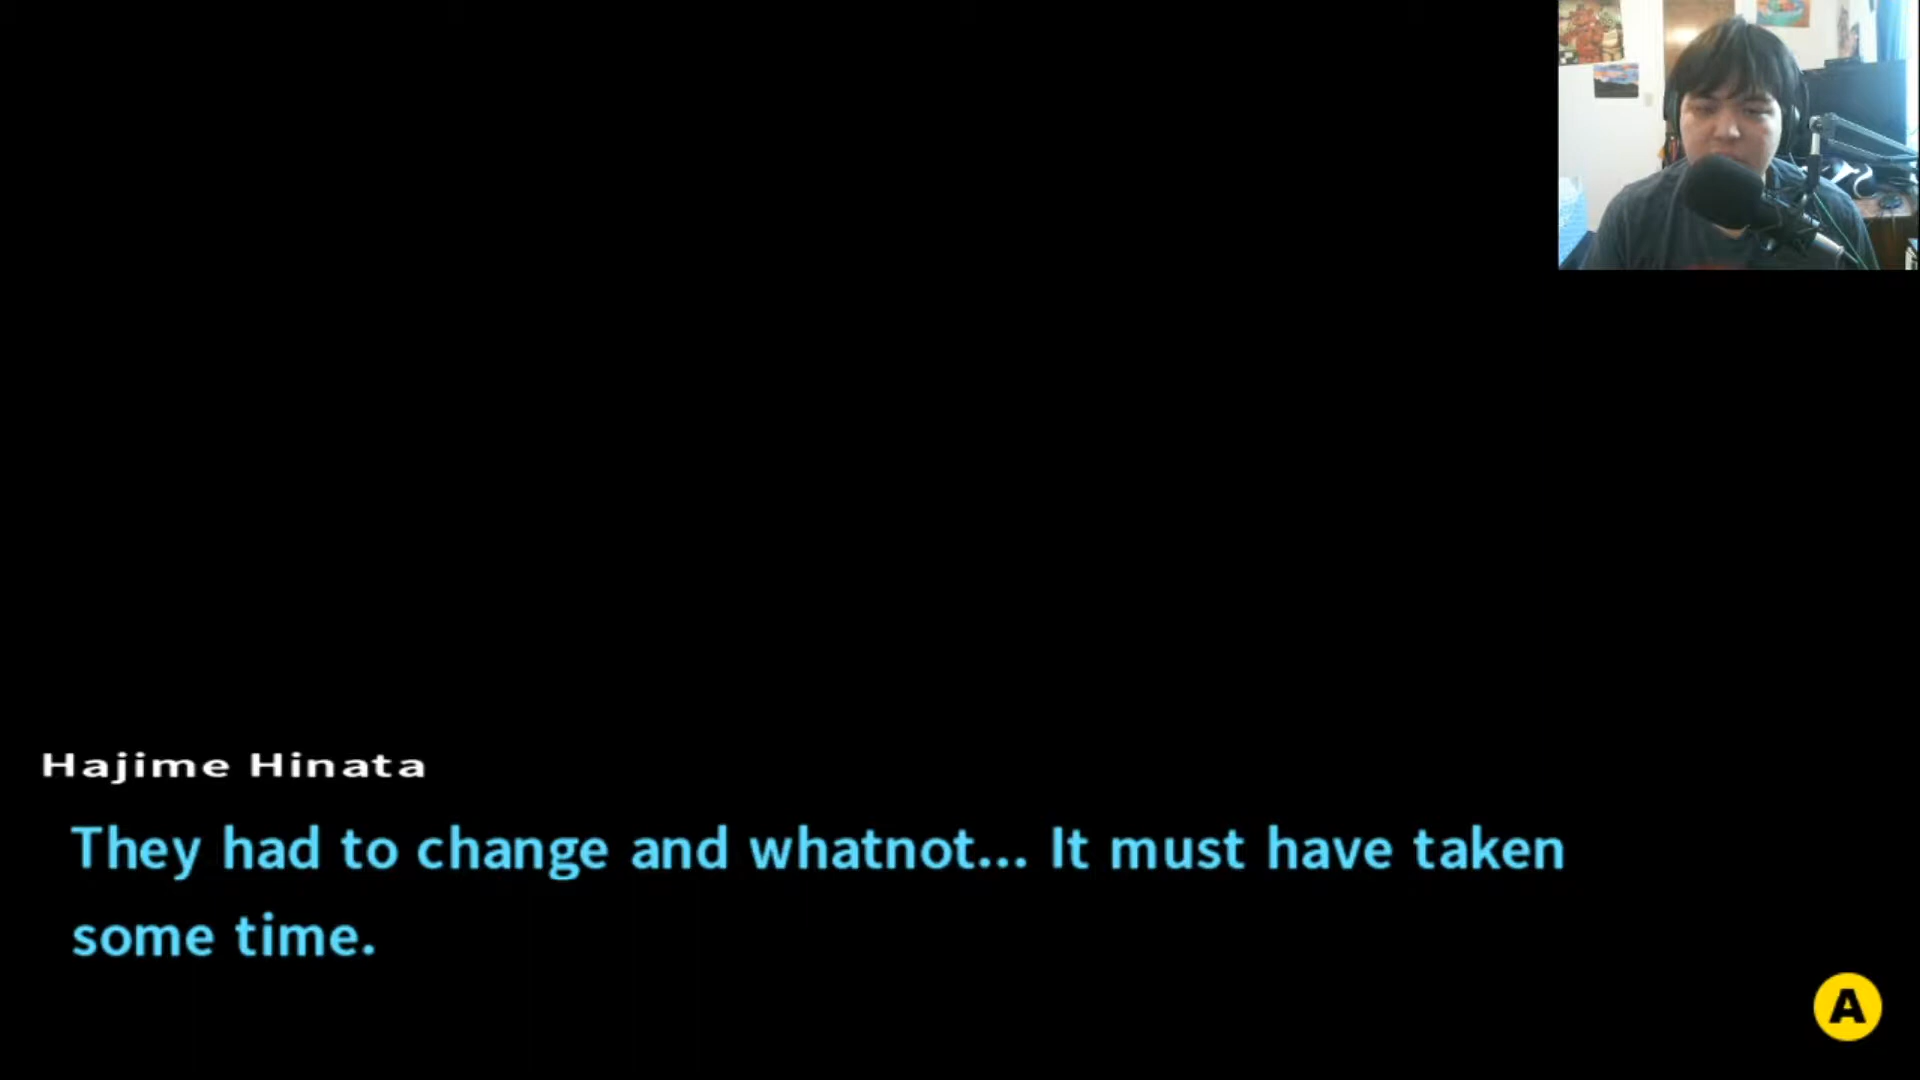 Hajime Hinata
They had to change and whatnot... It must have taken
some time.
A